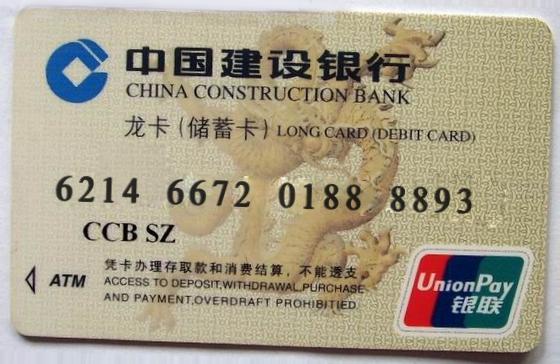 中国建设银行
CHINA CONSTRUCTION BANK
龙卡(储蓄卡) LONG CARD (DEBIT CARD)
6214 6672 0188 8893
CCB SZ
凭卡办理存取款和消费结算,不能透支。
ATM ACCESS TO DEPOSIT,WITHDRAWAL,PURCHASE
AND PAYMENT,OVERDRAFT PROHIBITIED.
UnionPay
银联